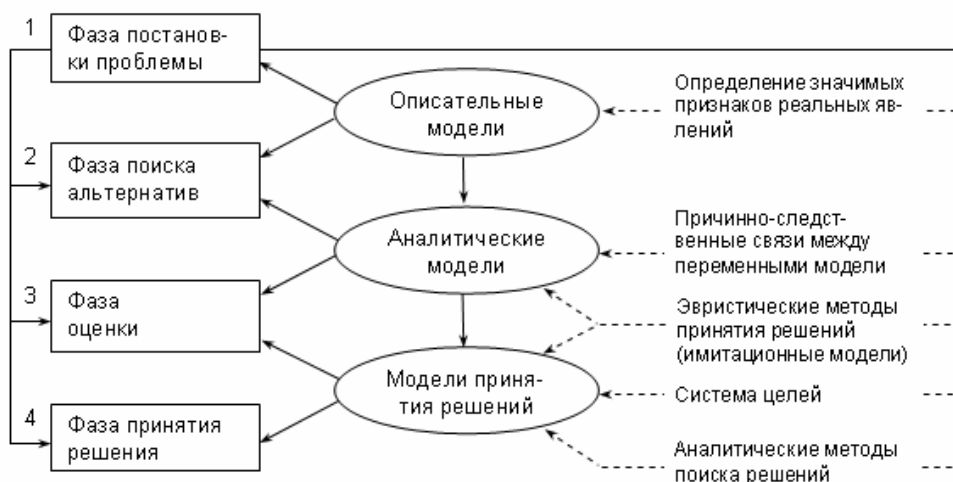 1
Фаза постанов-
ки проблемы
Описательные
модели
Определение значимых
признаков реальных яв-
лений
2
Фаза поиска
альтернатив
Аналитические
модели
Причинно-следст-
венные связи между
переменными модели
3
Фаза
оценки
Эвристические методы
принятия решений
(имитационные модели)
Модели приня-
тия решений
Система целей
4
Фаза принятия
решения
Аналитические методы
поиска решений